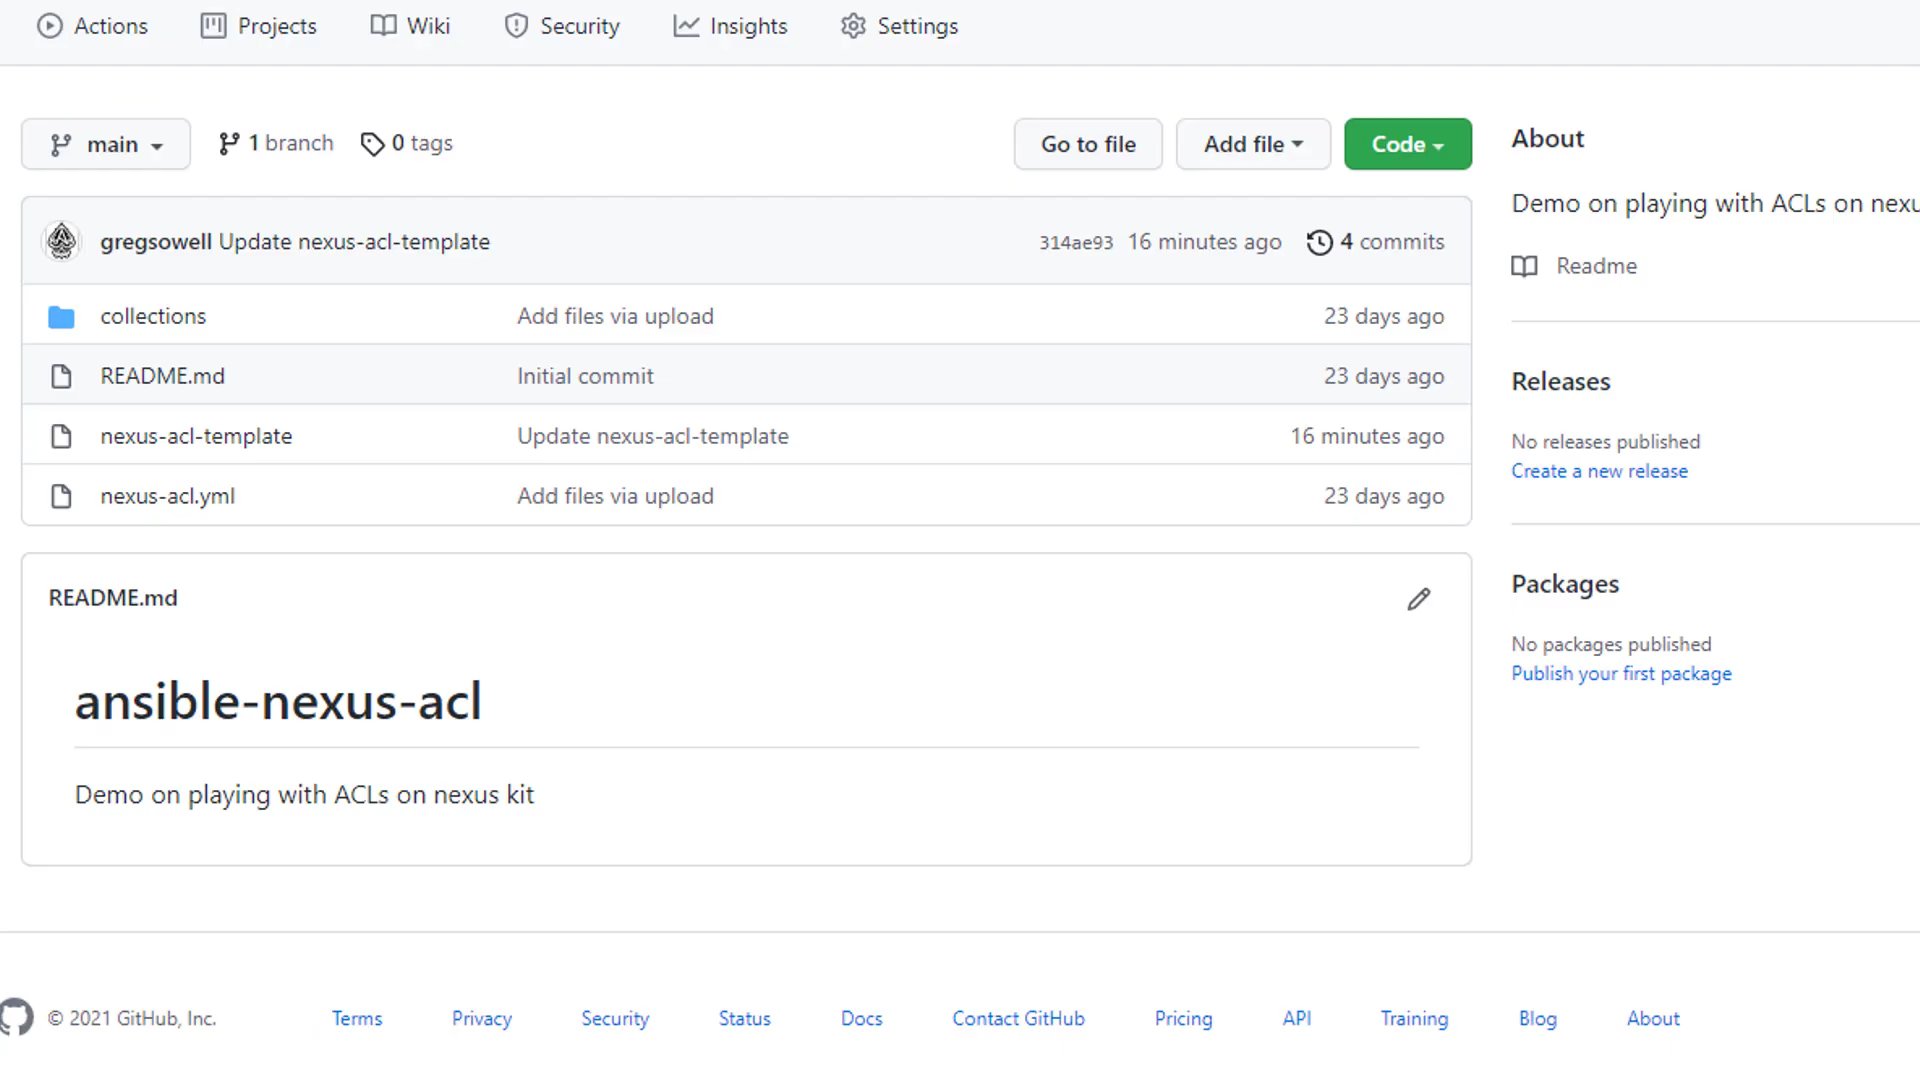 Actions Projects Wiki Security Insights Settings
main 1 branch 0 tags Go to file Add file Code
gregsowell Update nexus-acl-template 314ae93 16 minutes ago 4 commits
collections Add files via upload 23 days ago
README.md Initial commit 23 days ago
nexus-acl-template Update nexus-acl-template 16 minutes ago
nexus-acl.yml Add files via upload 23 days ago
README.md
ansible-nexus-acl
Demo on playing with ACLs on nexus kit
About
Demo on playing with ACLs on nexu
Readme
Releases
No releases published
Create a new release
Packages
No packages published
Publish your first package
© 2021 GitHub, Inc. Terms Privacy Security Status Docs Contact GitHub Pricing API Training Blog About